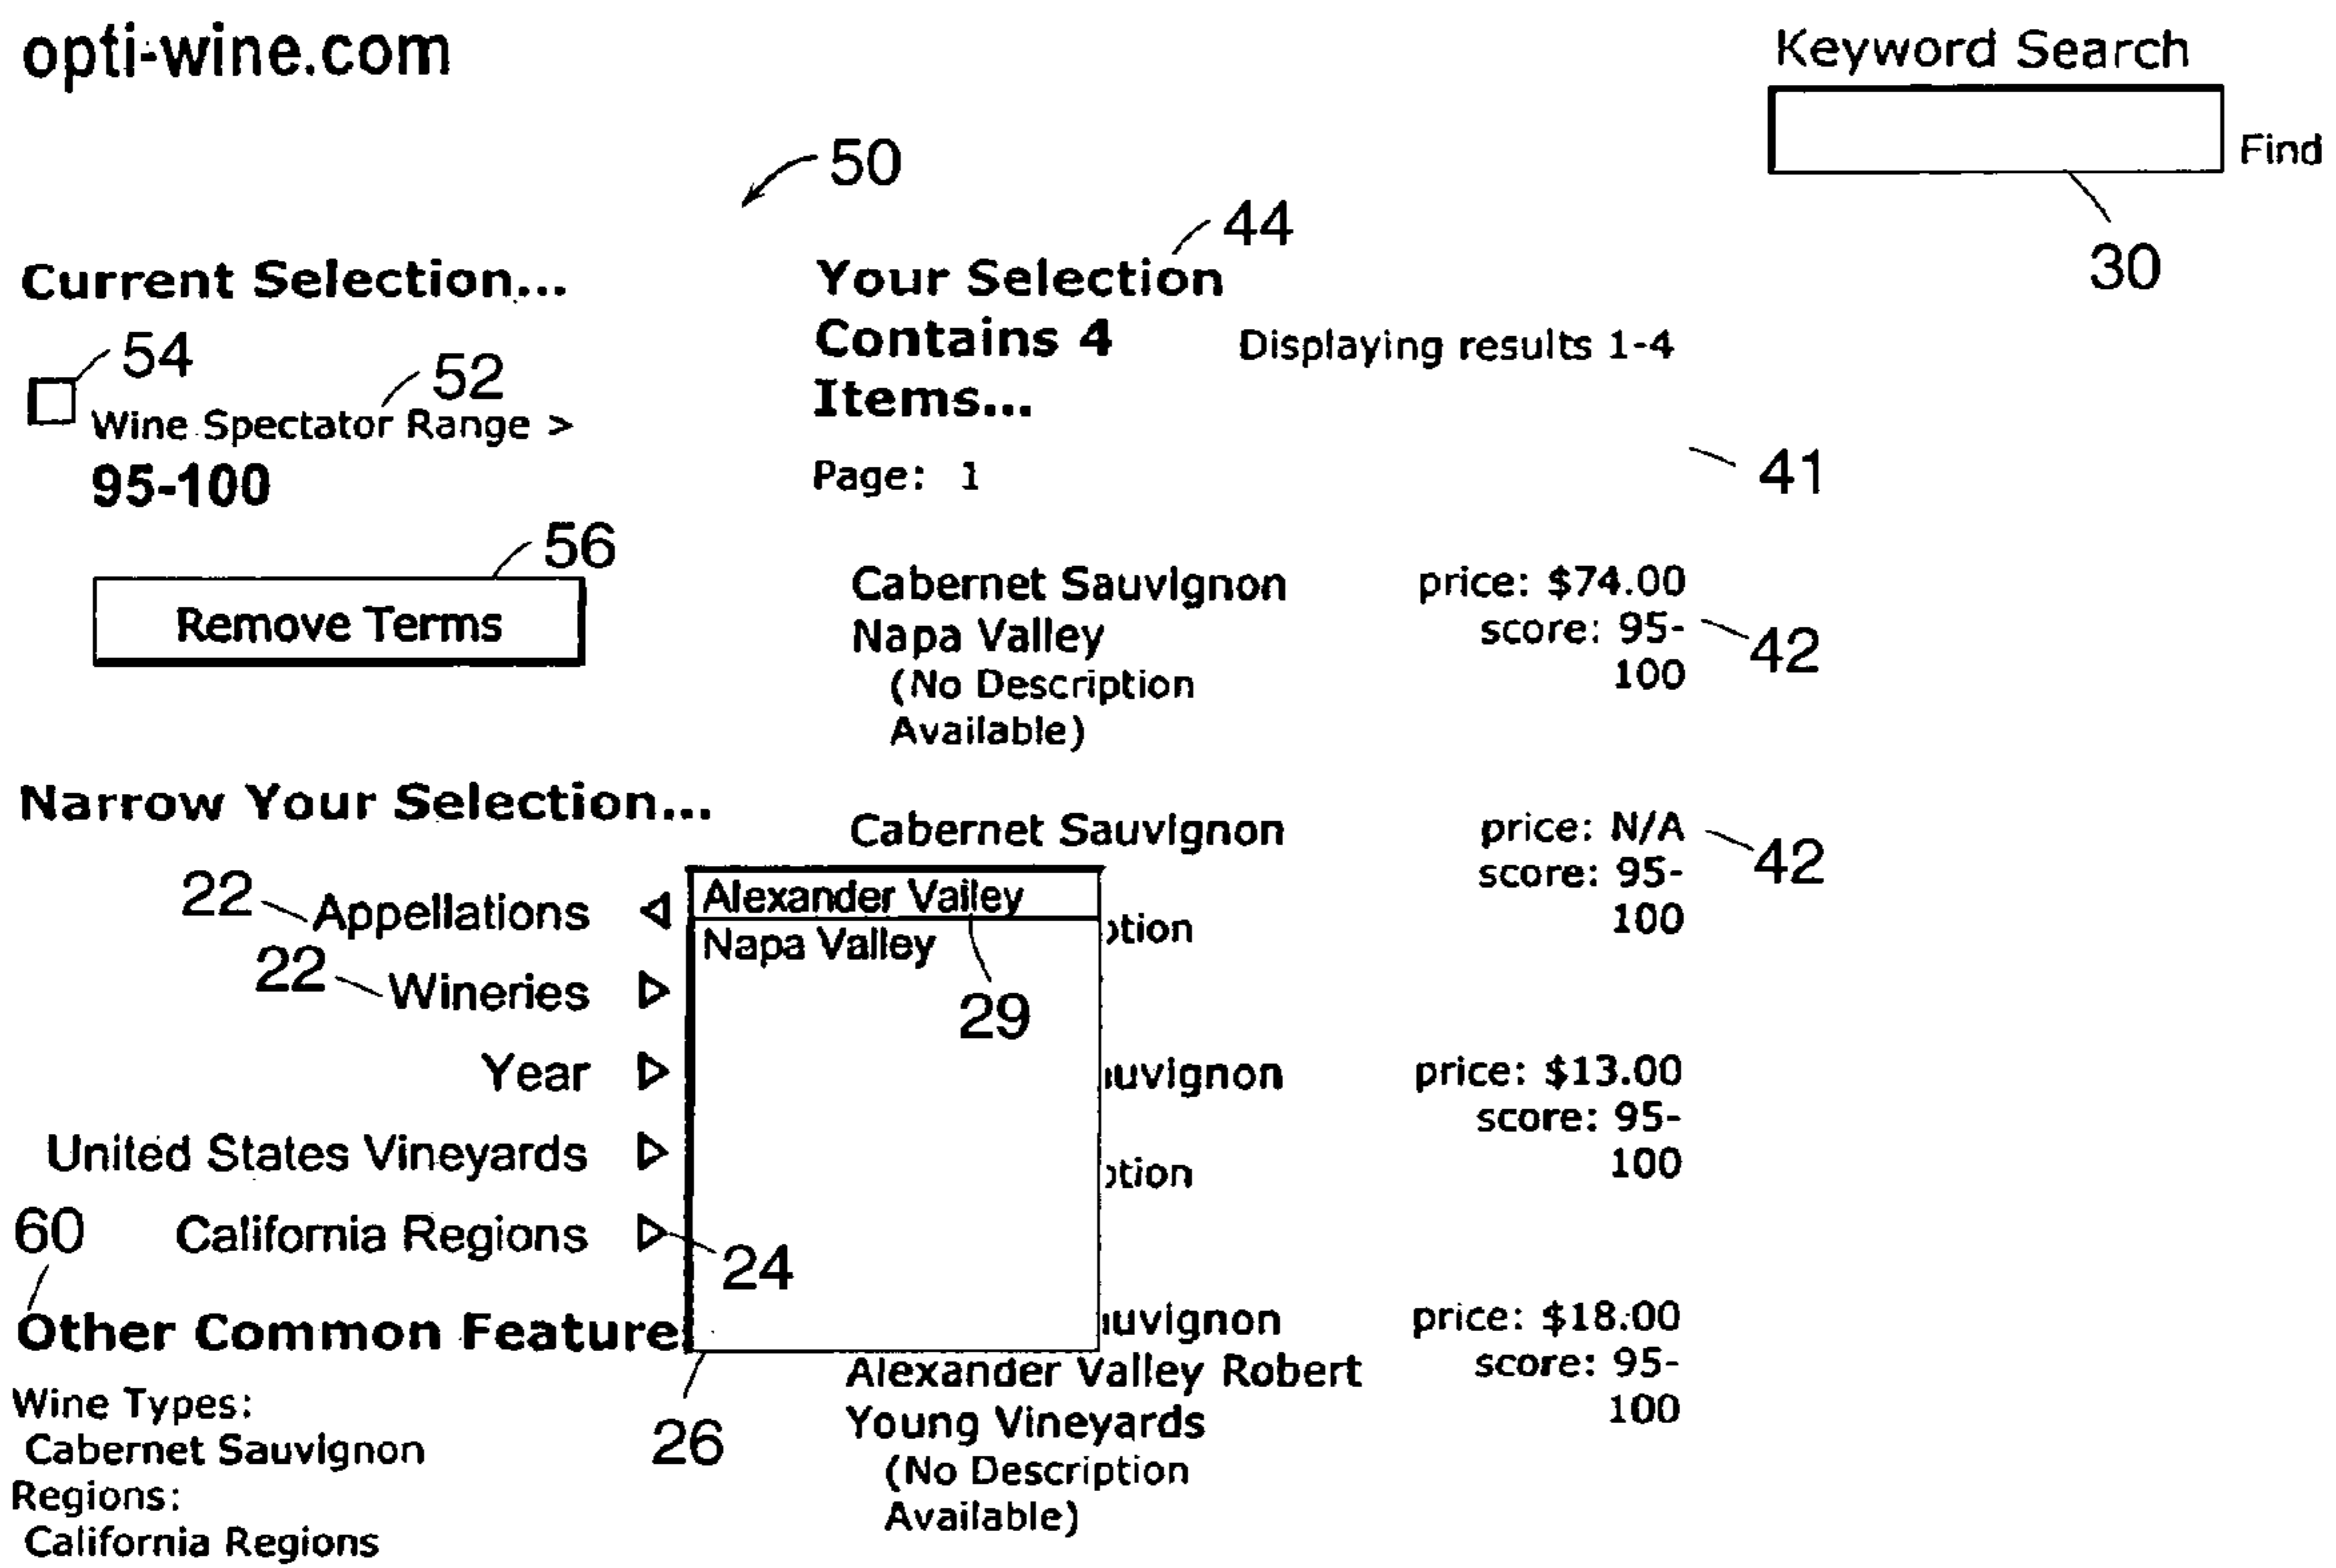 opti-wine.com
Keyword Search
Find
30
50
44
Current Selection...
54
52
Wine Spectator Range >
95-100
56
Remove Terms
Your Selection
Contains 4
Items...
Displaying results 1-4
Page: 1
41
Cabernet Sauvignon
Napa Valley
(No Description
Available)
price: $74.00
score: 95-
100
42
Cabernet Sauvignon
price: N/A
score: 95-
100
42
Narrow Your Selection...
22
Appellations
22
Wineries
Year
United States Vineyards
California Regions
24
Alexander Valley
Napa Valley
29
26
price: $13.00
score: 95-
100
price: $18.00
score: 95-
100
Alexander Valley Robert
Young Vineyards
(No Description
Available)
60
Other Common Feature
Wine Types:
Cabernet Sauvignon
Regions:
California Regions